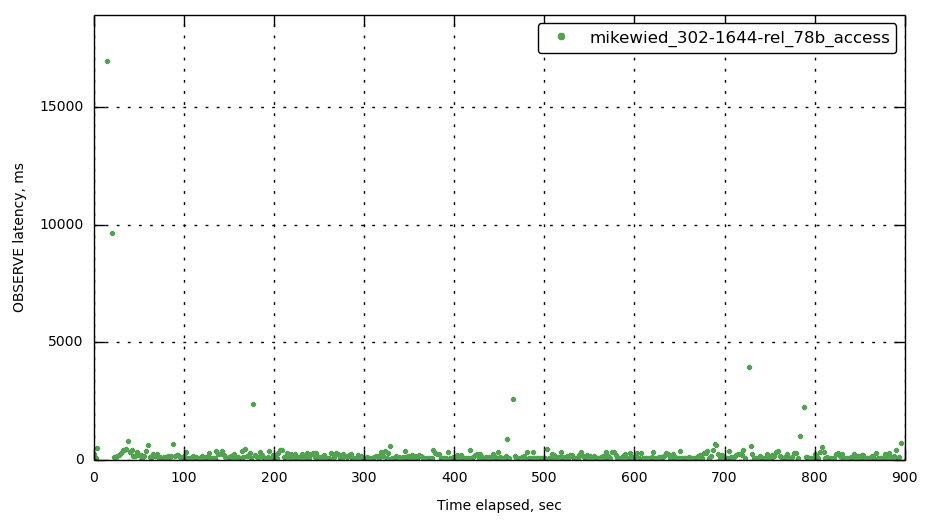 mikewied_302-1644-rel_78b_access
OBSERVE latency, ms
15000
10000
5000
0
0 100 200 300 400 500 600 700 800 900
Time elapsed, sec